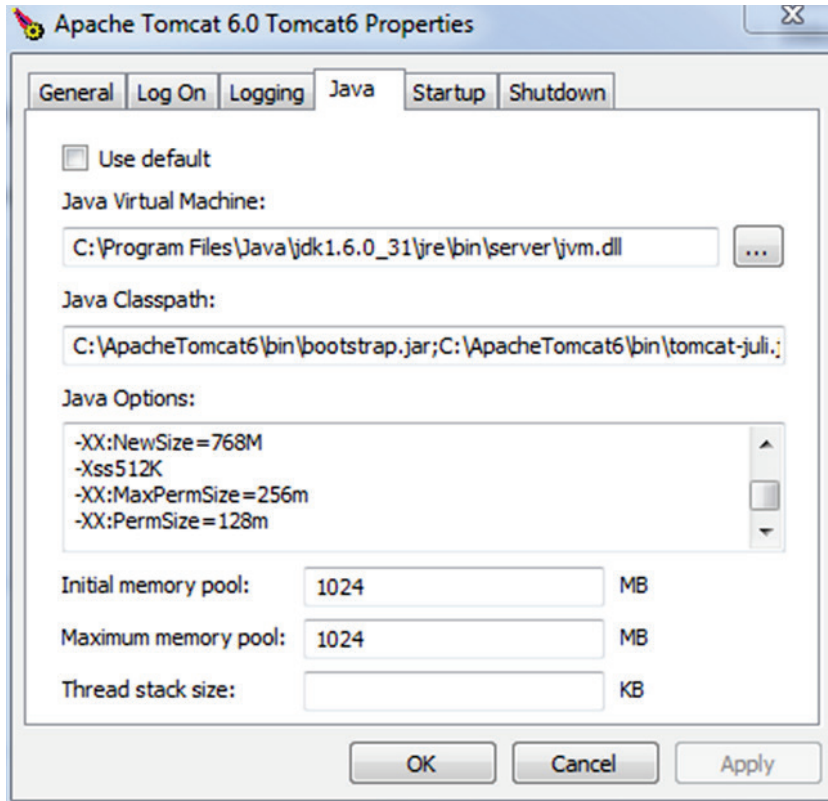 Apache Tomcat 6.0 Tomcat6 Properties
General Log On Logging Java Startup Shutdown
Use default
Java Virtual Machine:
C:\Program Files\Java\jdk1.6.0_31\jre\bin\server\jvm.dll ...
Java Classpath:
C:\ApacheTomcat6\bin\bootstrap.jar;C:\ApacheTomcat6\bin\tomcat-juli.j
Java Options:
-XX:NewSize=768M
-Xss512K
-XX:MaxPermSize=256m
-XX:PermSize=128m
Initial memory pool: 1024 MB
Maximum memory pool: 1024 MB
Thread stack size: KB
OK Cancel Apply